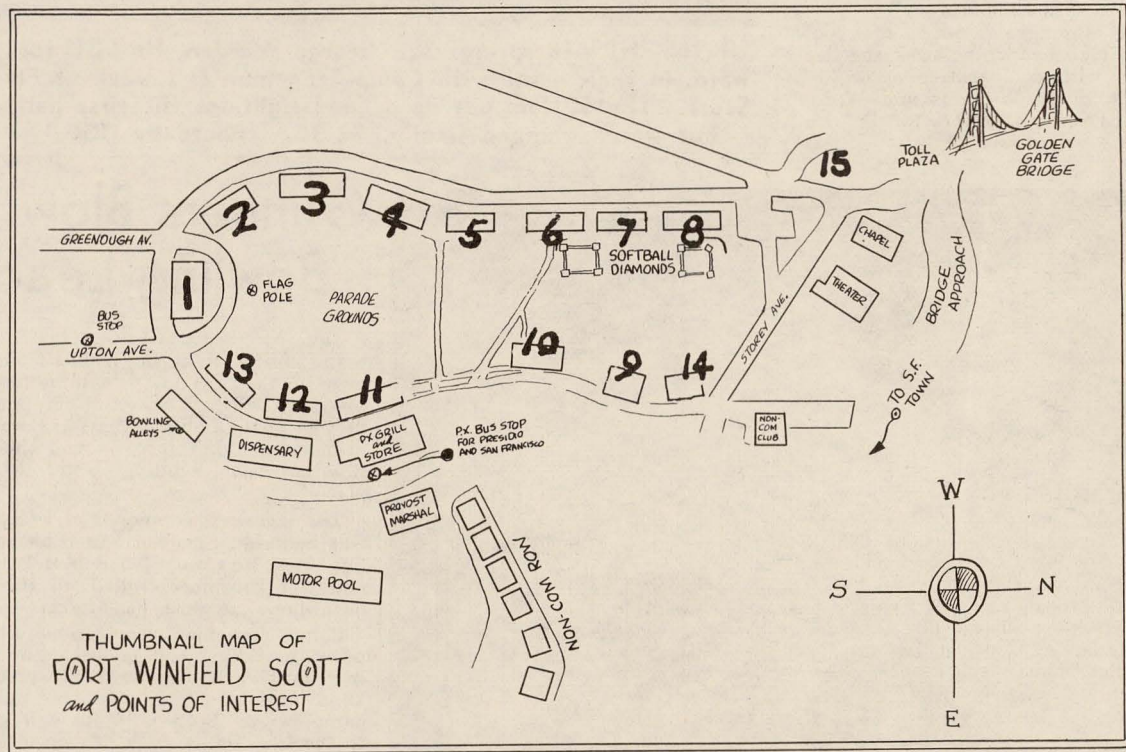 15
TOLL
PLAZA
GOLDEN
GATE
BRIDGE
3
2
4
5
6
7
8
CHAPEL
GREENOUGH AV.
SOFTBALL
DIAMONDS
THEATER
BRIDGE
APPROACH
1
FLAG
POLE
PARADE
GROUNDS
BUS
STOP
UPTON AVE.
STOREY AVE.
10
13
12
11
9
14
TO S.F.
TOWN
BOWLING
ALLEYS
DISPENSARY
P.X. GRILL
and
STORE
P.X. BUS STOP
FOR PRESIDIO
AND SAN FRANCISCO
NON-
COM
CLUB
PROVOST
MARSHAL
NON-COM ROW
MOTOR POOL
W
S
N
E
THUMBNAIL MAP OF
FORT WINFIELD SCOTT
and POINTS OF INTEREST